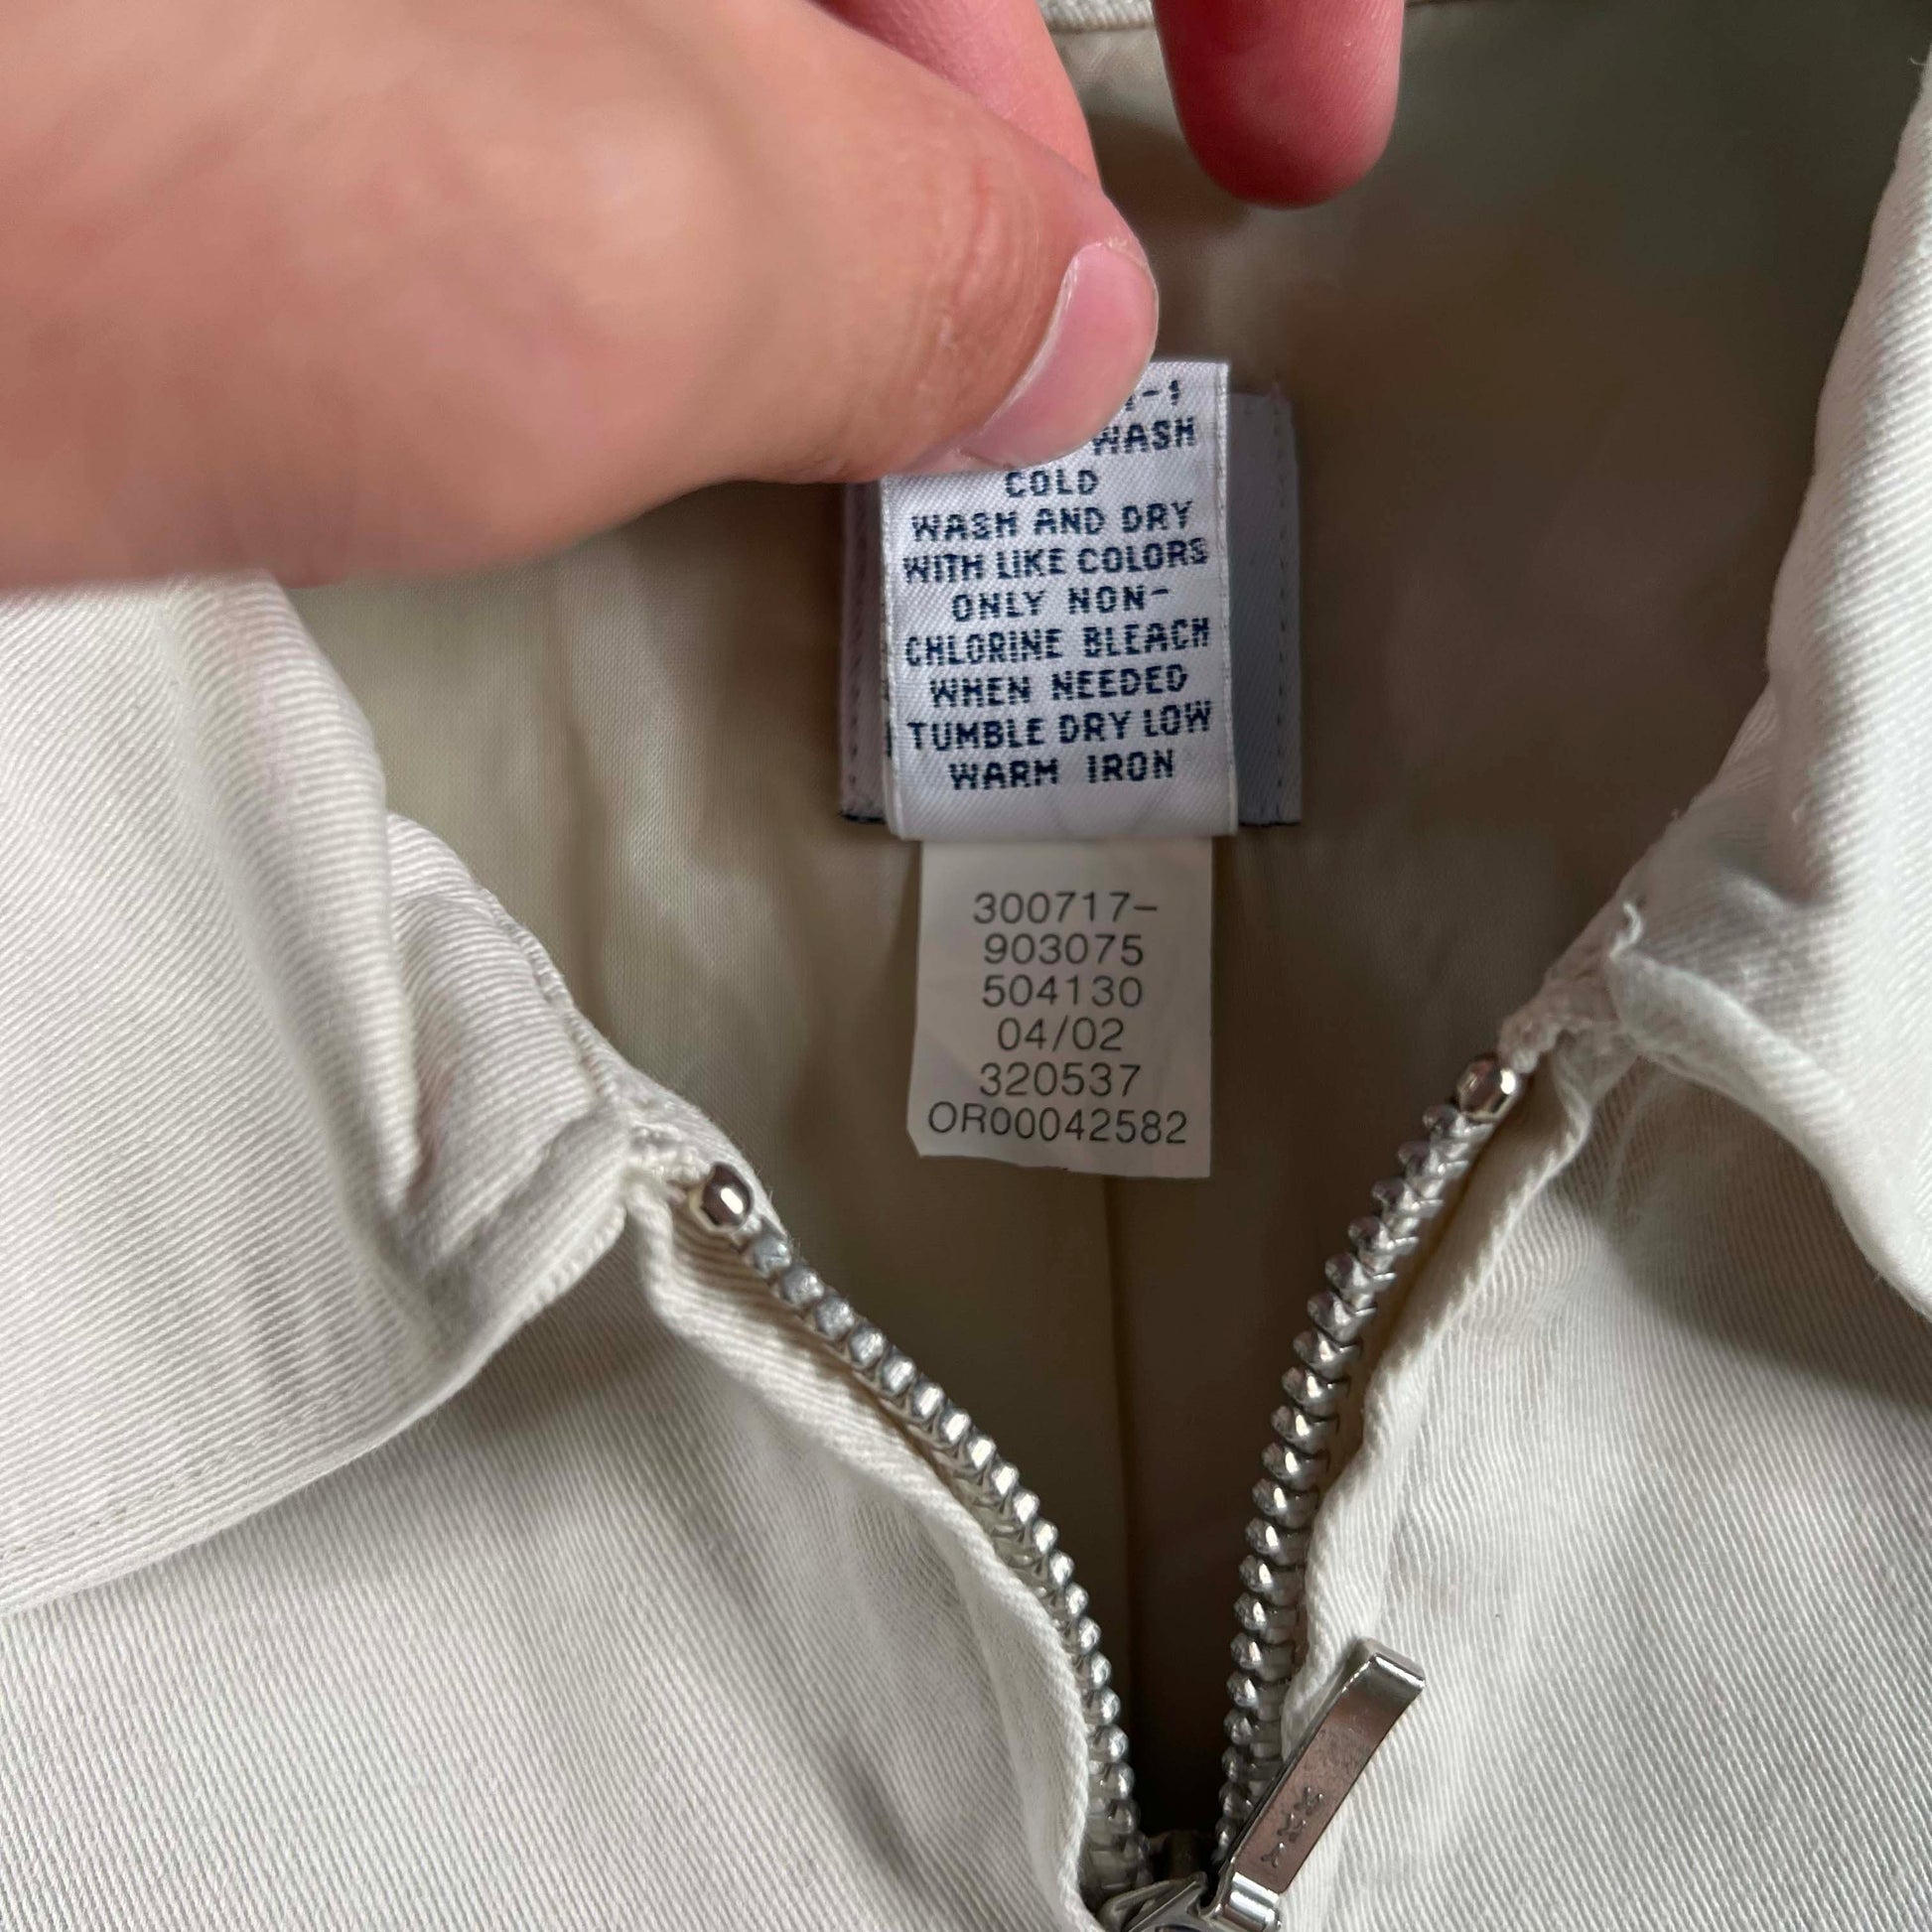 -1
WASH
COLD
WASH AND DRY
WITH LIKE COLORS
ONLY NON-
CHLORINE BLEACH
WHEN NEEDED
TUMBLE DRY LOW
WARM IRON
300717-
903075
504130
04/02
320537
OR00042582